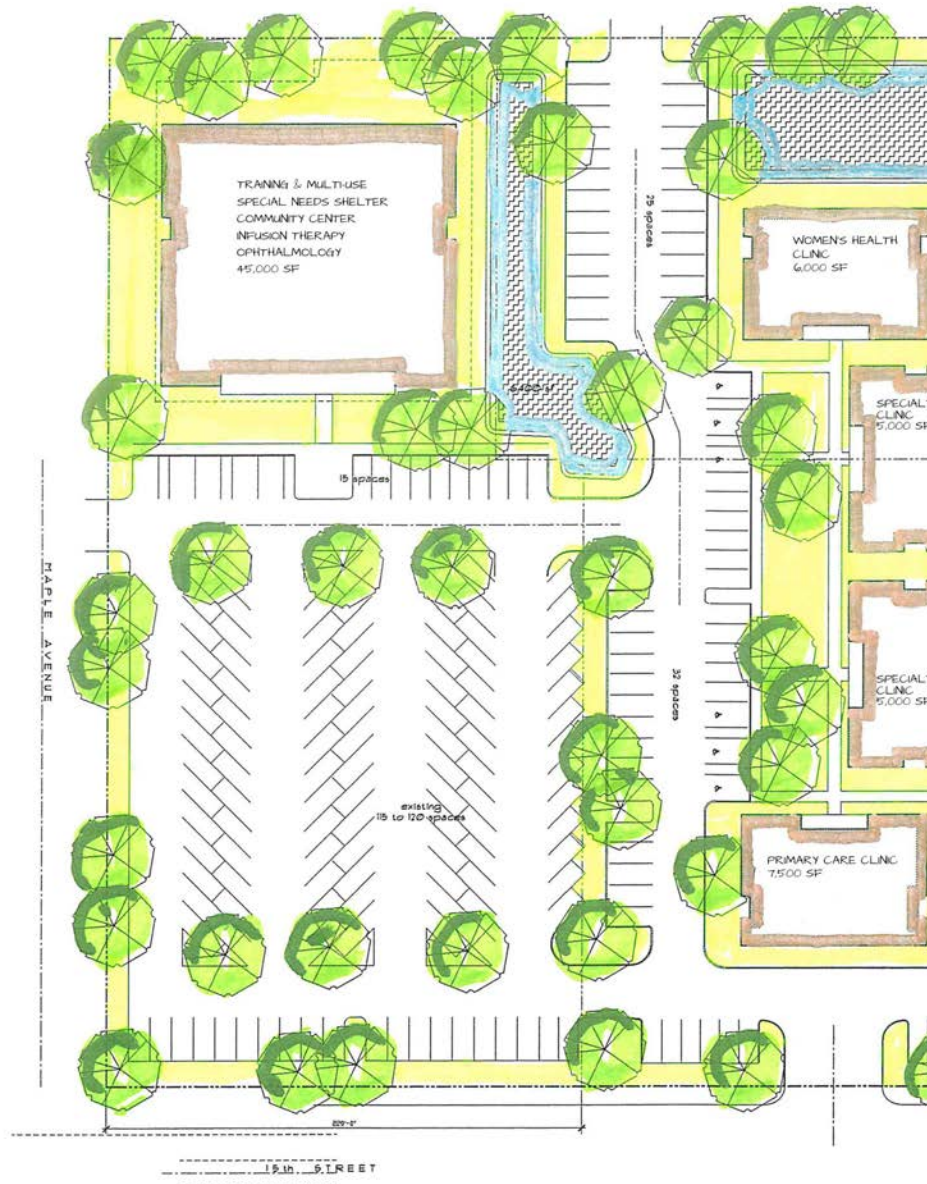 TRAINING & MULTI-USE
SPECIAL NEEDS SHELTER
COMMUNITY CENTER
INFUSION THERAPY
OPHTHALMOLOGY
45,000 SF
25 spaces
WOMEN'S HEALTH
CLINIC
6,000 SF
SPECIAL
CLINIC
5,000 SF
15 spaces
MAPLE AVENUE
32 spaces
SPECIAL
CLINIC
5,000 SF
existing
115 to 120 spaces
PRIMARY CARE CLINIC
7,500 SF
15th STREET